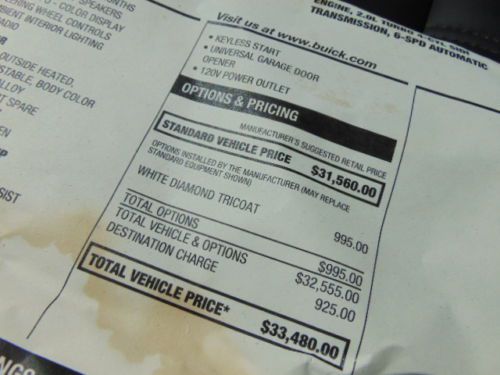 SPEAKERS
- COLOR DISPLAY
STEERING WHEEL CONTROLS
AMBIENT INTERIOR LIGHTING
RADIO
OUTSIDE HEATED,
BODY COLOR
ALLOY
SPARE
Visit us at www.buick.com
ENGINE, 2.0L TURBO
TRANSMISSION, 6-SPD AUTOMATIC
• KEYLESS START
• UNIVERSAL GARAGE DOOR
OPENER
• 120V POWER OUTLET
OPTIONS & PRICING
MANUFACTURER'S SUGGESTED RETAIL PRICE
STANDARD VEHICLE PRICE $31,560.00
OPTIONS INSTALLED BY THE MANUFACTURER (MAY REPLACE
STANDARD EQUIPMENT SHOWN)
WHITE DIAMOND TRICOAT 995.00
TOTAL OPTIONS $995.00
TOTAL VEHICLE & OPTIONS $32,555.00
DESTINATION CHARGE 925.00
TOTAL VEHICLE PRICE* $33,480.00